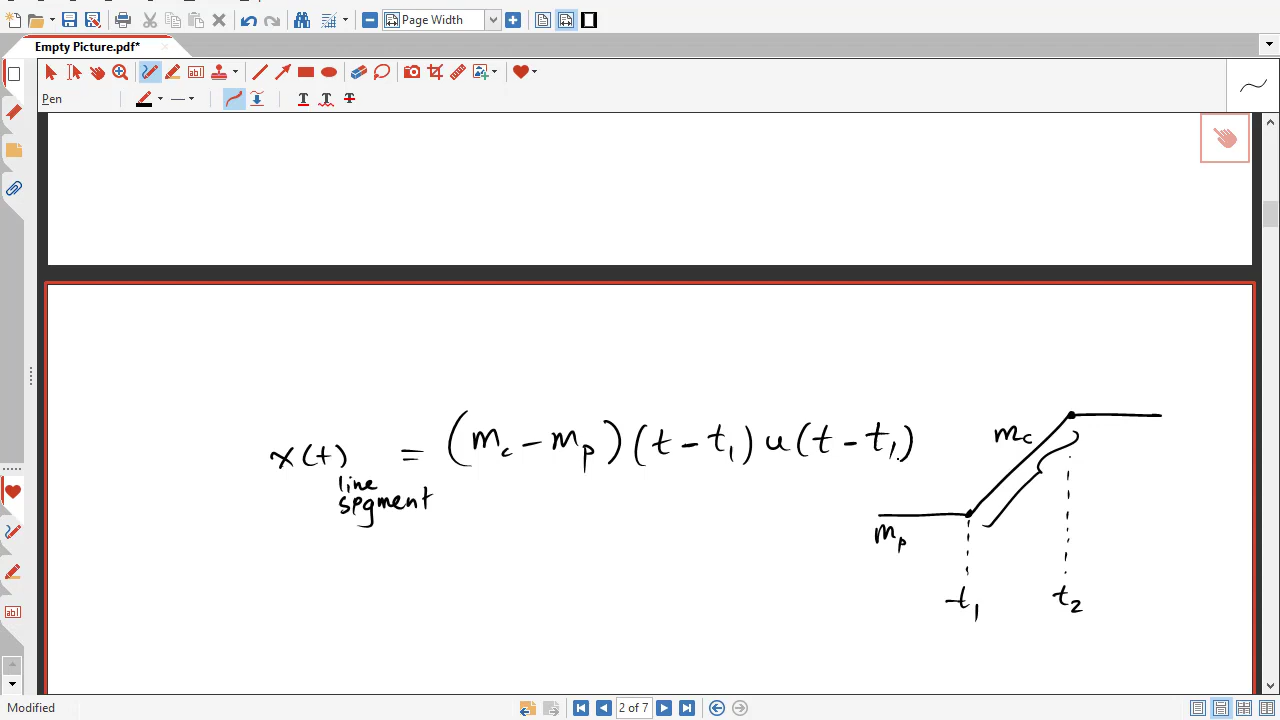 Page Width
Empty Picture.pdf*
Pen
x(t) line segment = (m_c - m_p)(t - t_1) u(t - t_1)
m_c
m_p
t_1
t_2
Modified
2 of 7